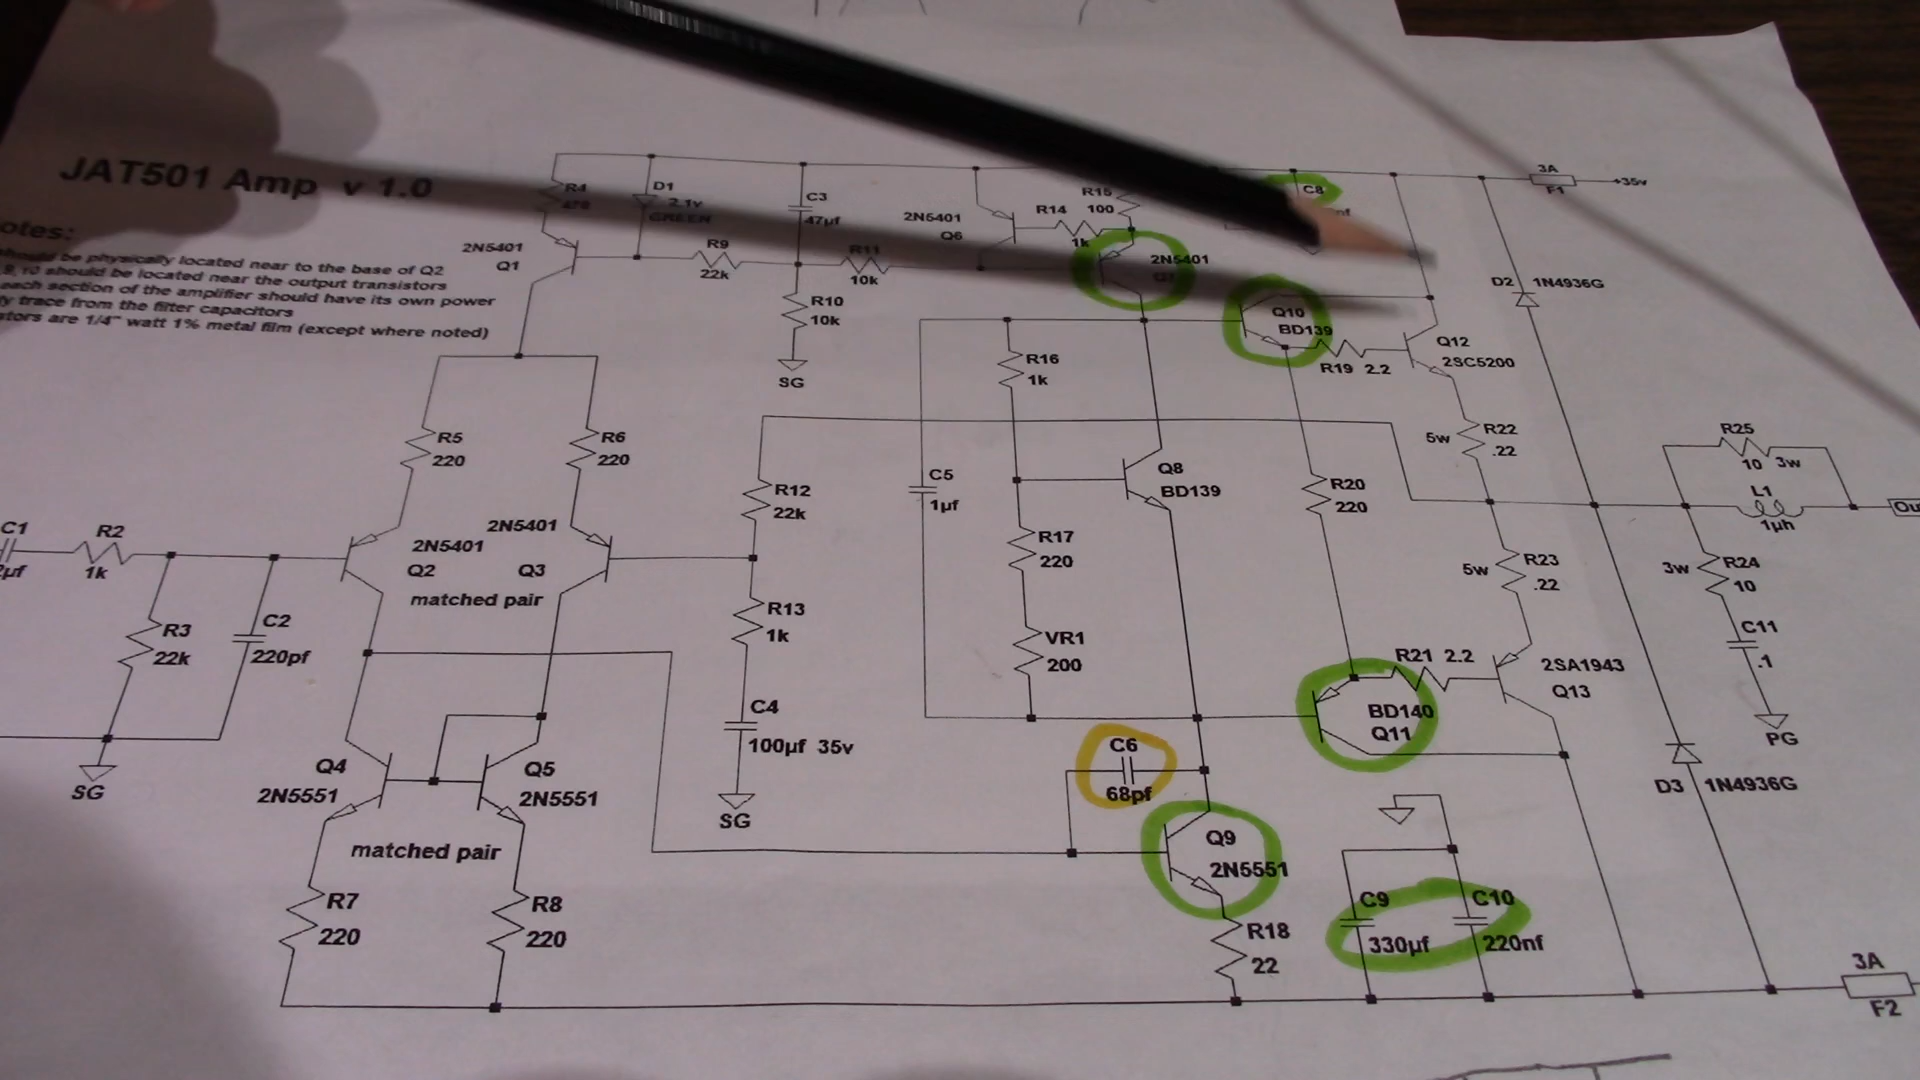 JAT501 Amp v 1.0
otes:
hould be physically located near to the base of Q2
should be located near the output transistors
each section of the amplifier should have its own power
ly trace from the filter capacitors
stors are 1/4" watt 1% metal film (except where noted)
R4
D1
2.1v
GREEN
C3
47µf
2N5401
Q1
R9
22k
R10
10k
SG
R11
10k
2N5401
Q6
R14
1k
R15
100
2N5401
C8
nf
3A
F1
+35v
Q10
BD139
R19 2.2
Q12
2SC5200
D2 1N4936G
R5
220
R6
220
R16
1k
C5
1µf
Q8
BD139
R20
220
5w
R22
.22
R25
10 3w
L1
1µh
Ou
C1
2µf
R2
1k
2N5401
Q2
2N5401
Q3
matched pair
R12
22k
R17
220
5w
R23
.22
3w
R24
10
R3
22k
C2
220pf
R13
1k
VR1
200
R21 2.2
2SA1943
Q13
C11
.1
PG
BD140
Q11
C4
100µf 35v
SG
C6
68pf
SG
Q4
2N5551
Q5
2N5551
matched pair
D3 1N4936G
Q9
2N5551
R7
220
R8
220
R18
22
C9
330µf
C10
220nf
3A
F2